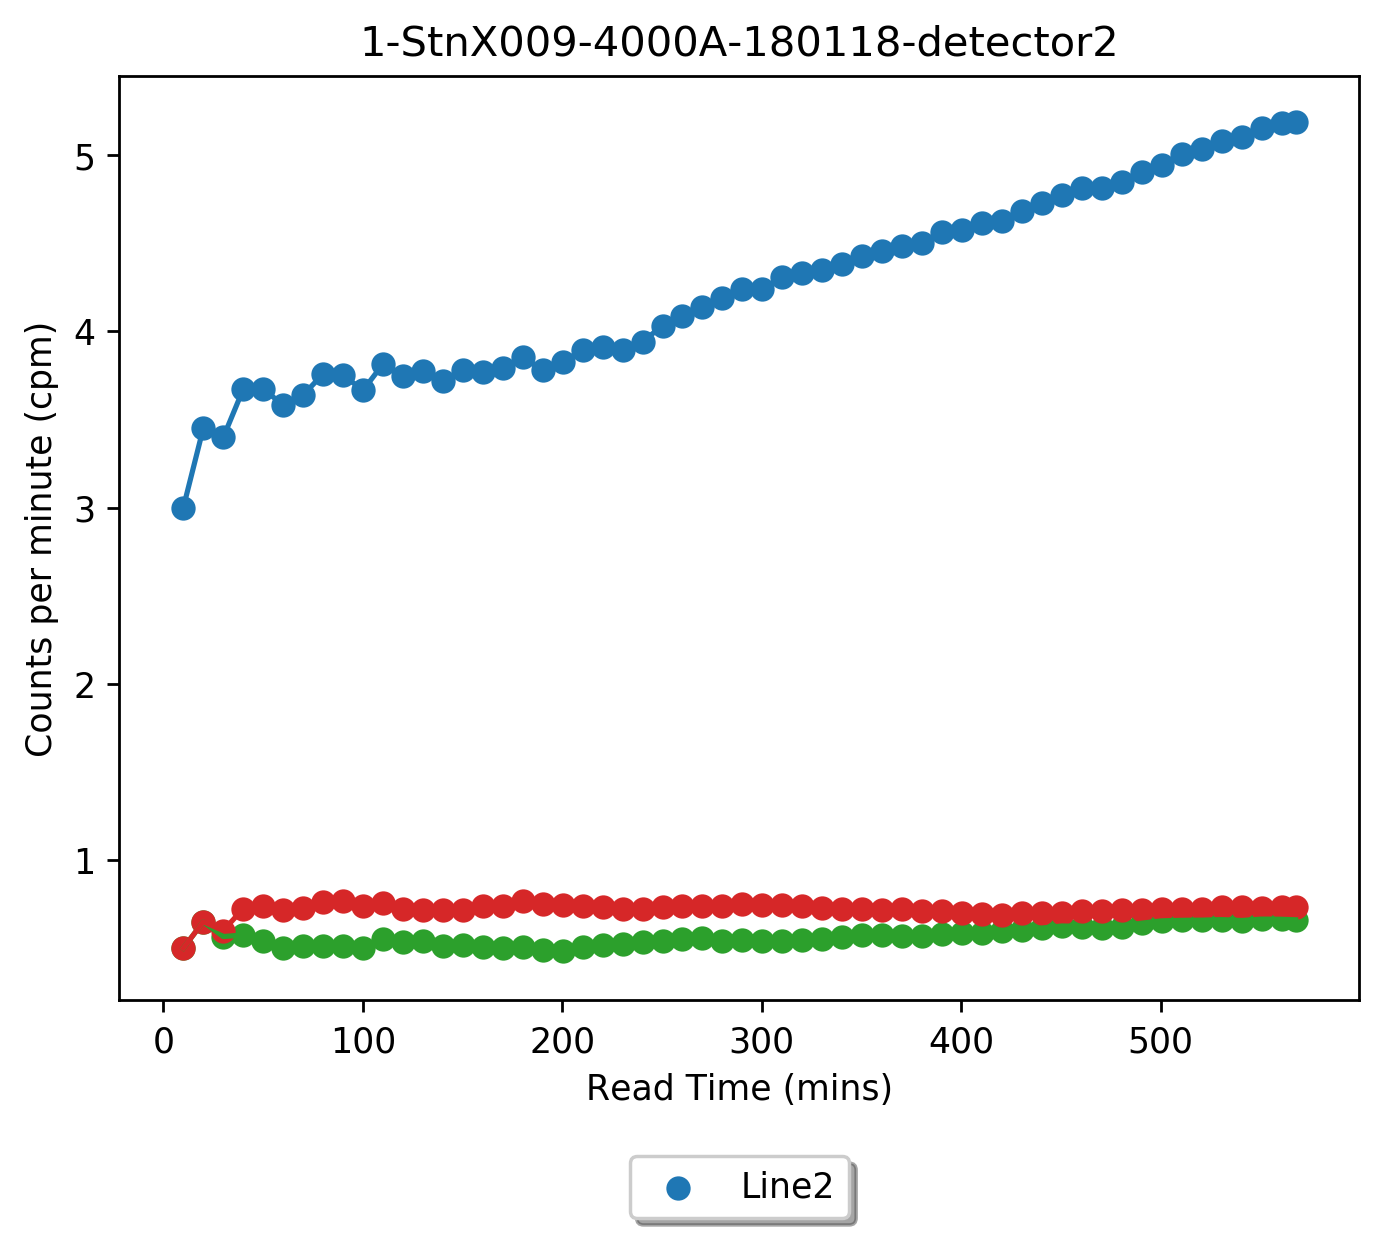 1-StnX009-4000A-180118-detector2
Counts per minute (cpm)
5
4
3
2
1
0 100 200 300 400 500
Read Time (mins)
Line2